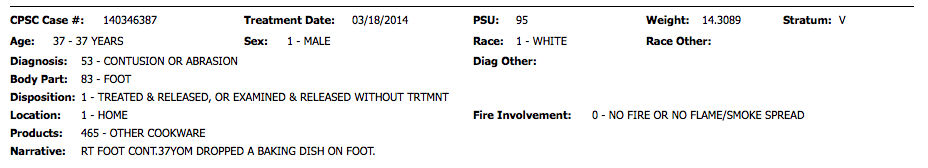 CPSC Case #: 140346387 Treatment Date: 03/18/2014 PSU: 95 Weight: 14.3089 Stratum: V
Age: 37 - 37 YEARS Sex: 1 - MALE Race: 1 - WHITE Race Other:
Diagnosis: 53 - CONTUSION OR ABRASION Diag Other:
Body Part: 83 - FOOT
Disposition: 1 - TREATED & RELEASED, OR EXAMINED & RELEASED WITHOUT TRTMNT
Location: 1 - HOME Fire Involvement: 0 - NO FIRE OR NO FLAME/SMOKE SPREAD
Products: 465 - OTHER COOKWARE
Narrative: RT FOOT CONT.37YOM DROPPED A BAKING DISH ON FOOT.